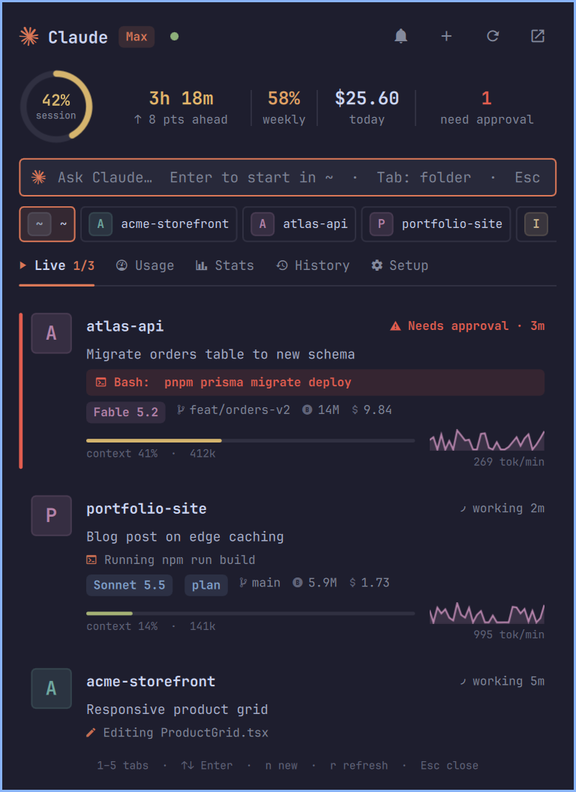 Claude Max
42%
session
3h 18m
↑ 8 pts ahead
58%
weekly
$25.60
today
1
need approval
Ask Claude… Enter to start in ~ · Tab: folder · Esc
~ ~
A acme-storefront
A atlas-api
P portfolio-site
I
Live 1/3 Usage Stats History Setup
A
atlas-api
Needs approval · 3m
Migrate orders table to new schema
Bash: pnpm prisma migrate deploy
Fable 5.2 feat/orders-v2 14M $ 9.84
context 41% · 412k
269 tok/min
P
portfolio-site
working 2m
Blog post on edge caching
Running npm run build
Sonnet 5.5 plan main 5.9M $ 1.73
context 14% · 141k
995 tok/min
A
acme-storefront
working 5m
Responsive product grid
Editing ProductGrid.tsx
1–5 tabs · ↑↓ Enter · n new · r refresh · Esc close